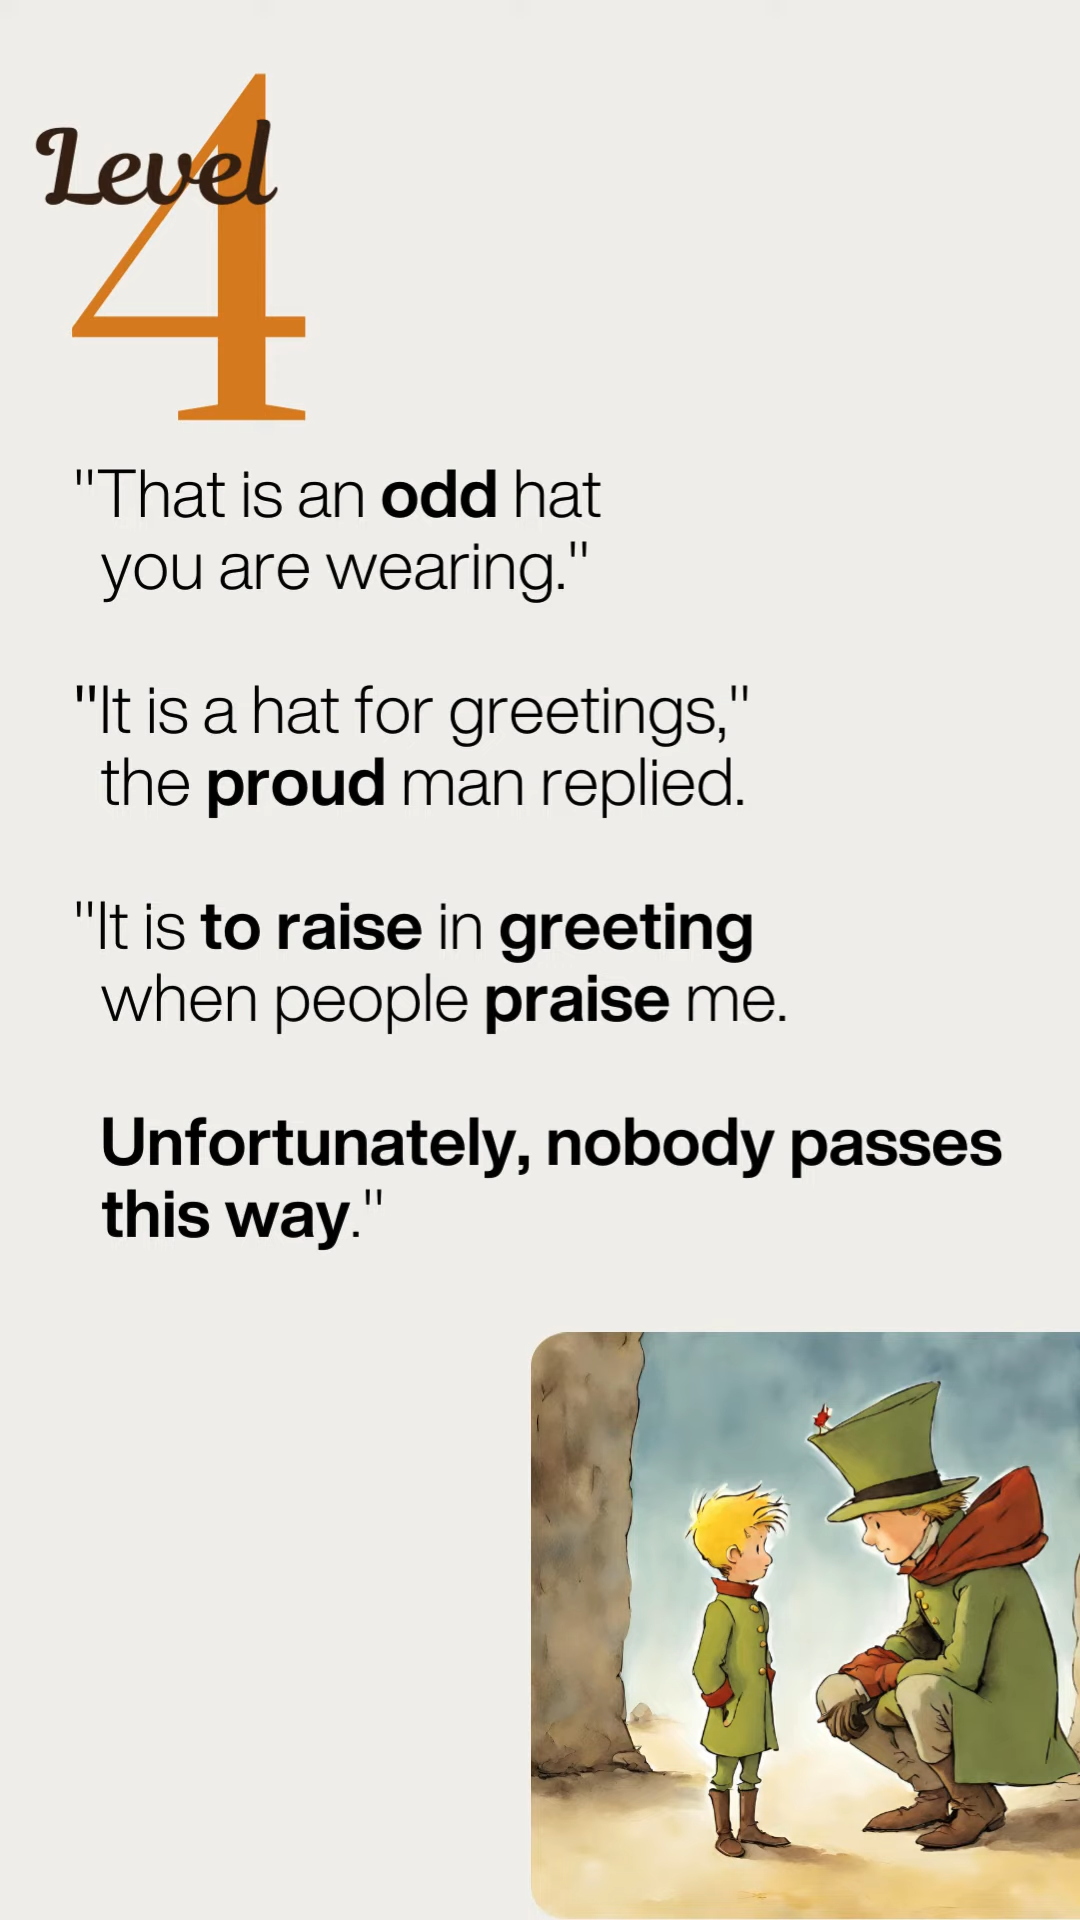 Level
4
"That is an odd hat
you are wearing."
"It is a hat for greetings,"
the proud man replied.
"It is to raise in greeting
when people praise me.
Unfortunately, nobody passes
this way."